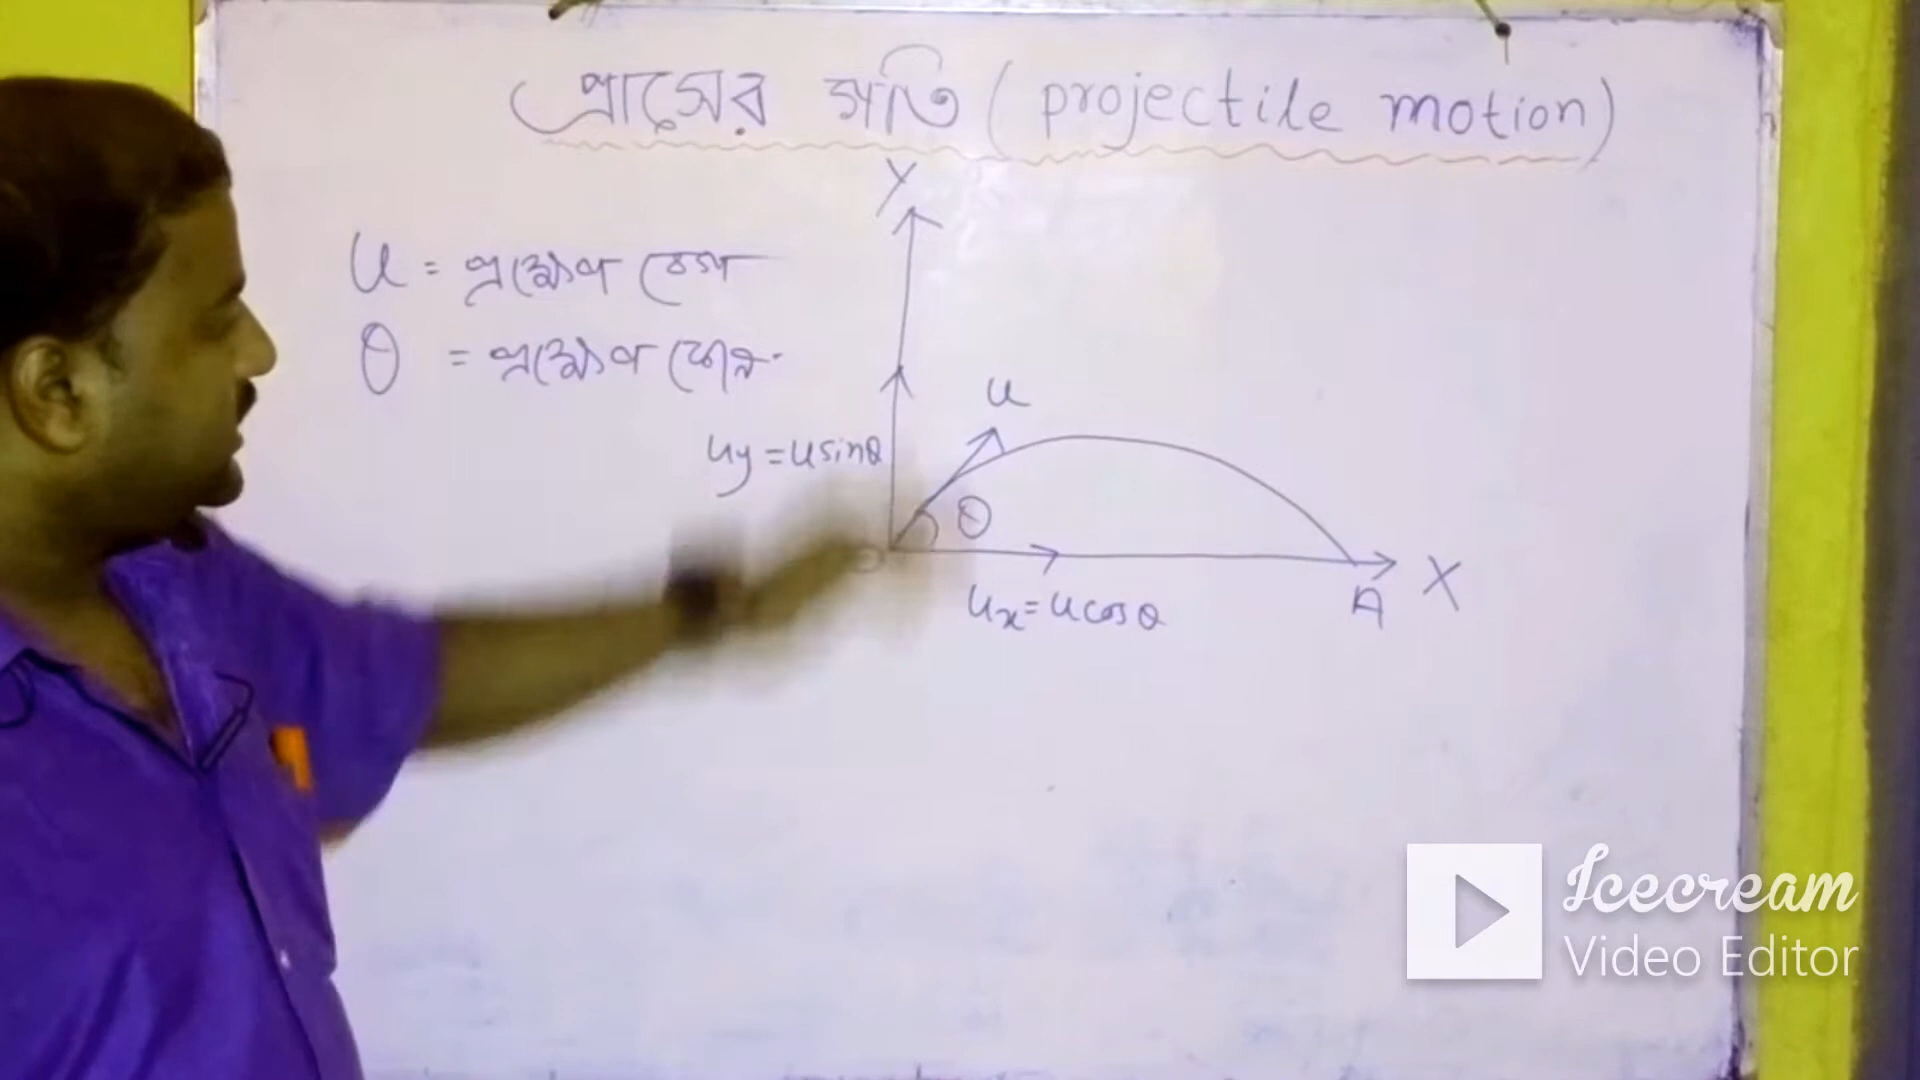 প্রাসের গতি (projectile motion)
Y
u = প্রক্ষেপ বেগ
θ = প্রক্ষেপ কোণ
u
uy = usinθ
θ
X
ux = ucosθ
A
Icecream
Video Editor